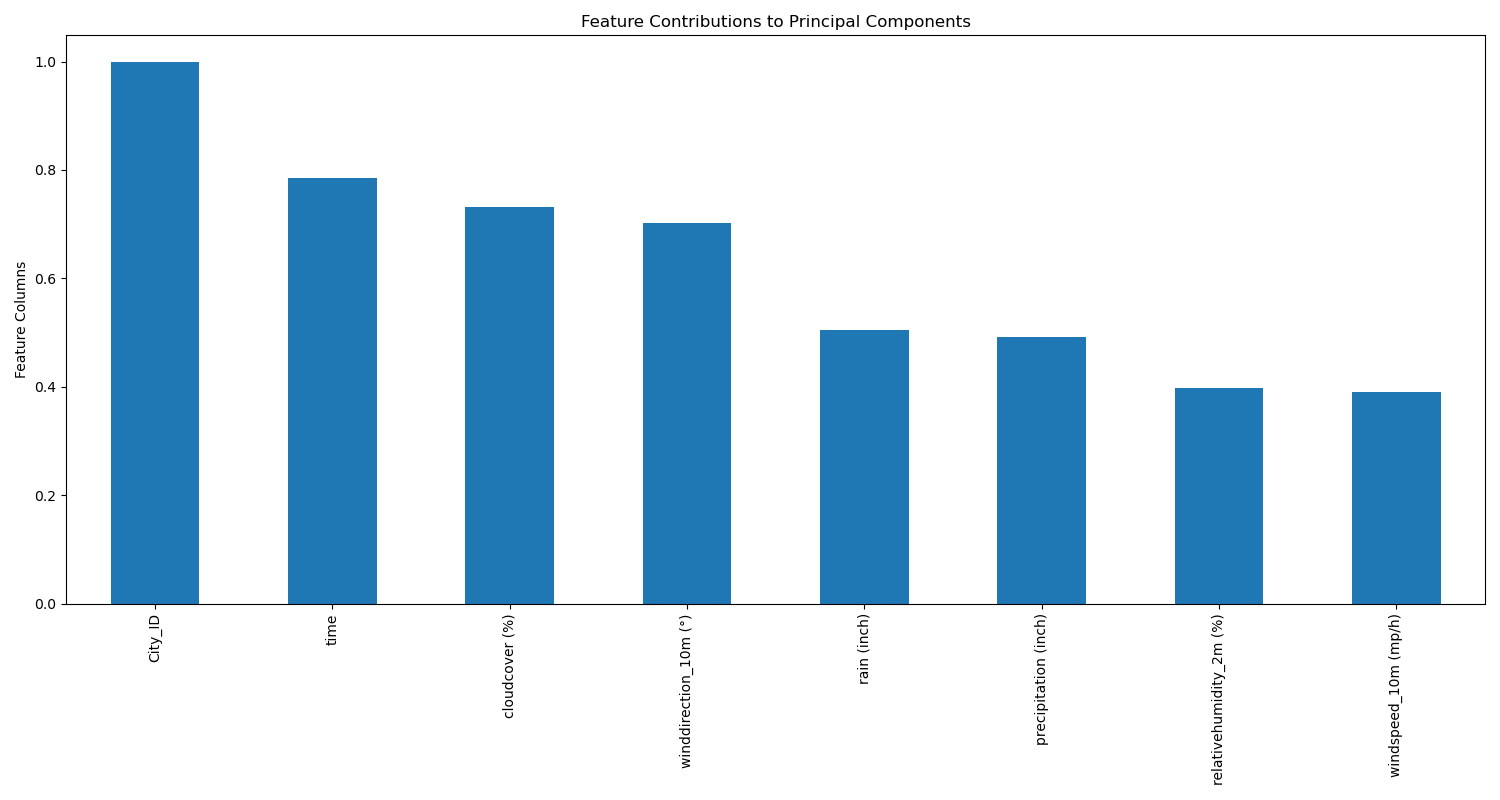 Feature Contributions to Principal Components
Feature Columns
1.0
0.8
0.6
0.4
0.2
0.0
City_ID
time
cloudcover (%)
winddirection_10m (°)
rain (inch)
precipitation (inch)
relativehumidity_2m (%)
windspeed_10m (mp/h)